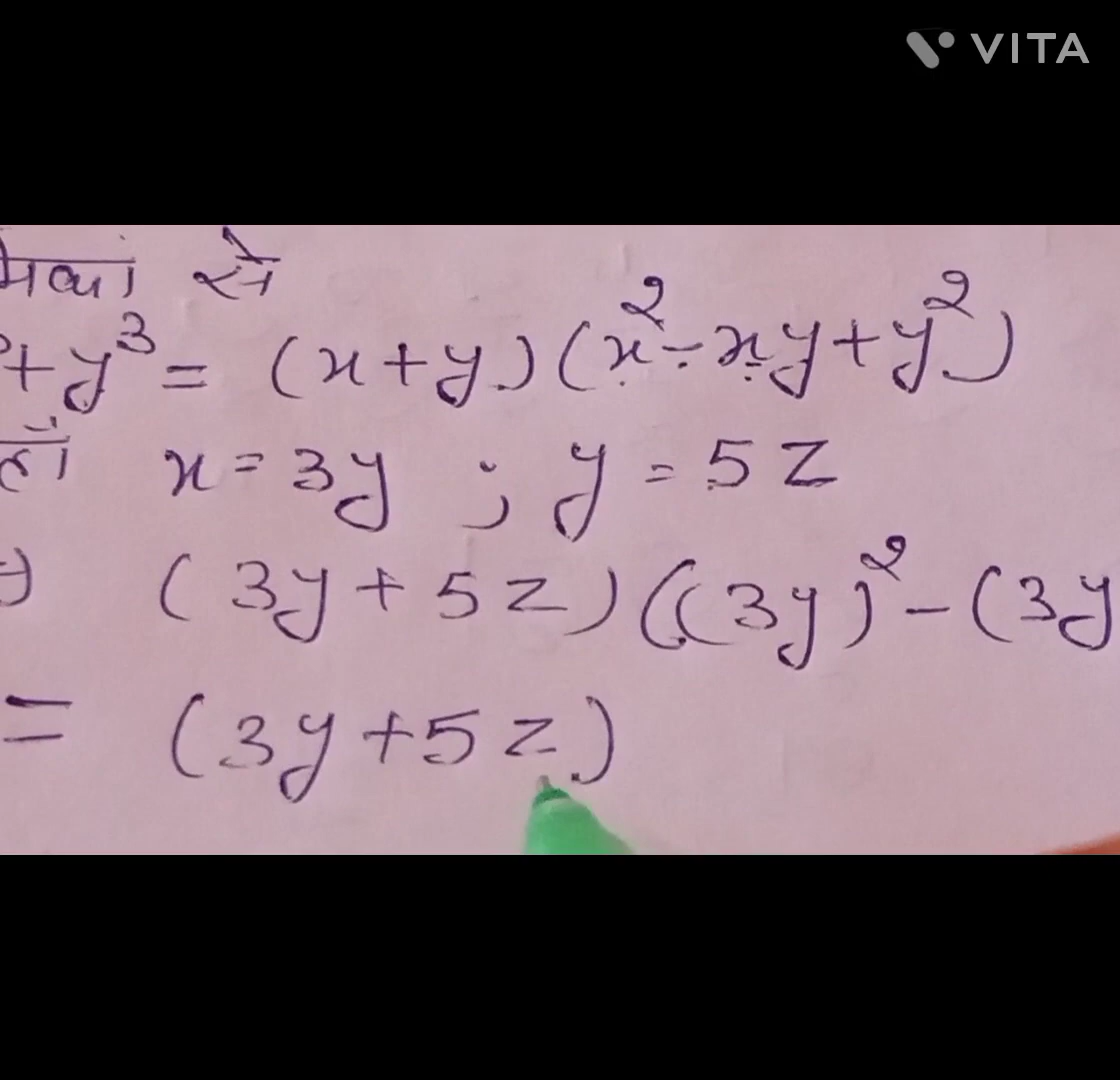 VITA
से
+ y³ = (x + y) (x² - xy + y²)
x = 3y ; y = 5z
(3y + 5z) ((3y)² - (3y
= (3y + 5z)